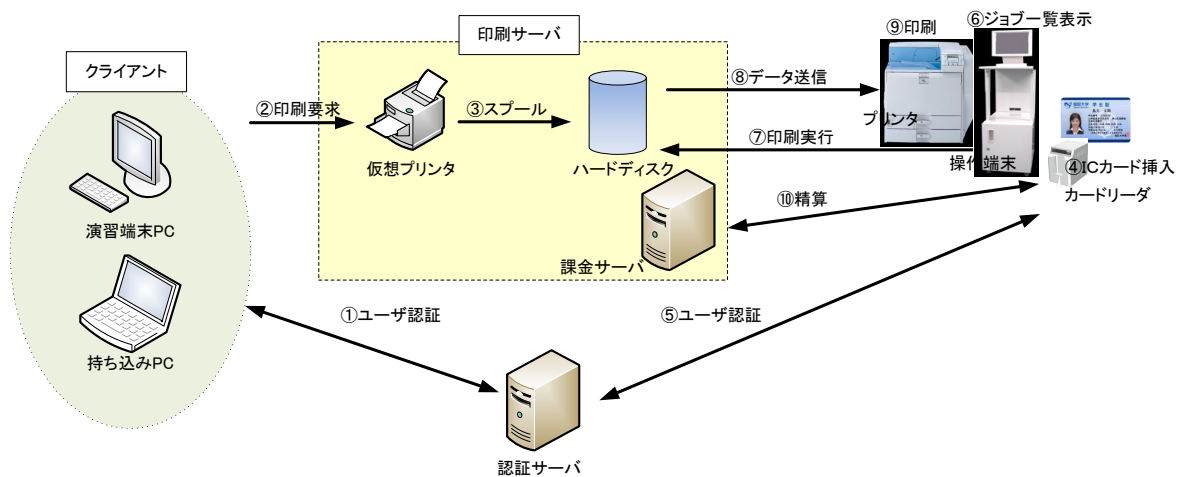 クライアント
演習端末PC
持ち込みPC
①ユーザ認証
認証サーバ
②印刷要求
印刷サーバ
仮想プリンタ
③スプール
ハードディスク
課金サーバ
⑧データ送信
⑦印刷実行
⑩精算
⑤ユーザ認証
⑨印刷
プリンタ
⑥ジョブ一覧表示
操作端末
学生証
④ICカード挿入
カードリーダ